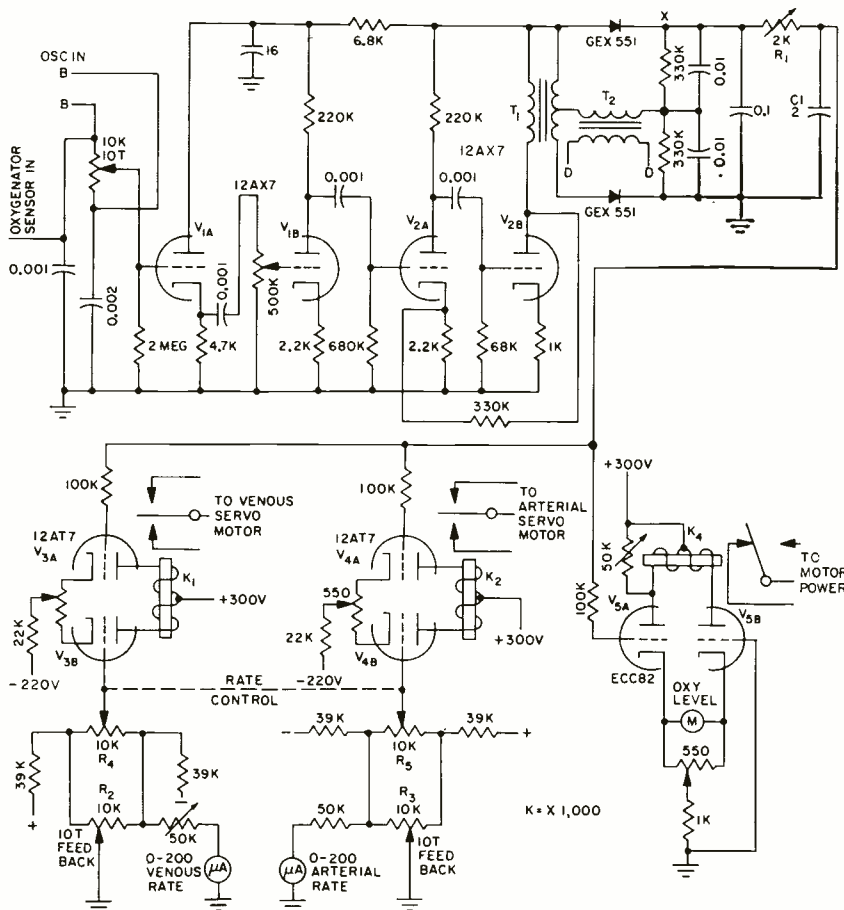 OSC IN
B
B
10K
10T
OXYGENATOR
SENSOR IN
0.001
0.002
2 MEG
V1A
4.7K
0.001
12AX7
500K
16
6.8K
220K
V1B
0.001
2.2K
680K
220K
12AX7
V2A
0.001
2.2K
68K
330K
V2B
1K
T1
T2
D
D
GEX 551
GEX 551
X
330K
330K
0.01
0.01
0.1
2K
R1
C1
2
100K
12AT7
V3A
V3B
22K
-220V
K1
+300V
TO VENOUS
SERVO
MOTOR
100K
12AT7
V4A
550
V4B
22K
-220V
K2
+300V
TO
ARTERIAL
SERVO
MOTOR
RATE
CONTROL
+300V
50K
K4
100K
V5A
V5B
ECC82
TO
MOTOR
POWER
OXY
LEVEL
M
550
1K
39K
+
10K
R4
R2
10K
39K
–
50K
10T
FEED
BACK
0-200
VENOUS
RATE
μA
–
39K
10K
R5
39K
+
50K
R3
10K
μA
0-200
ARTERIAL
RATE
10T
FEED
BACK
K = X 1,000